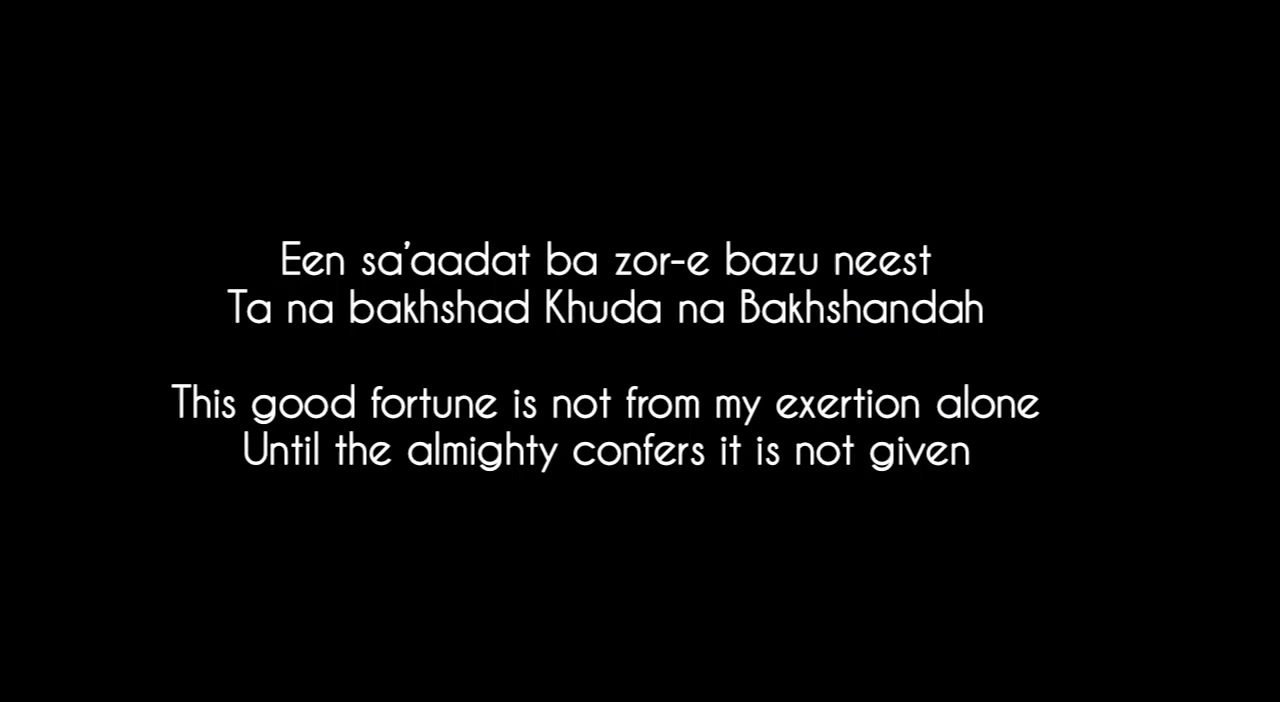 Een sa'aadat ba zor-e bazu neest
Ta na bakhshad Khuda na Bakhshandah
This good fortune is not from my exertion alone
Until the almighty confers it is not given